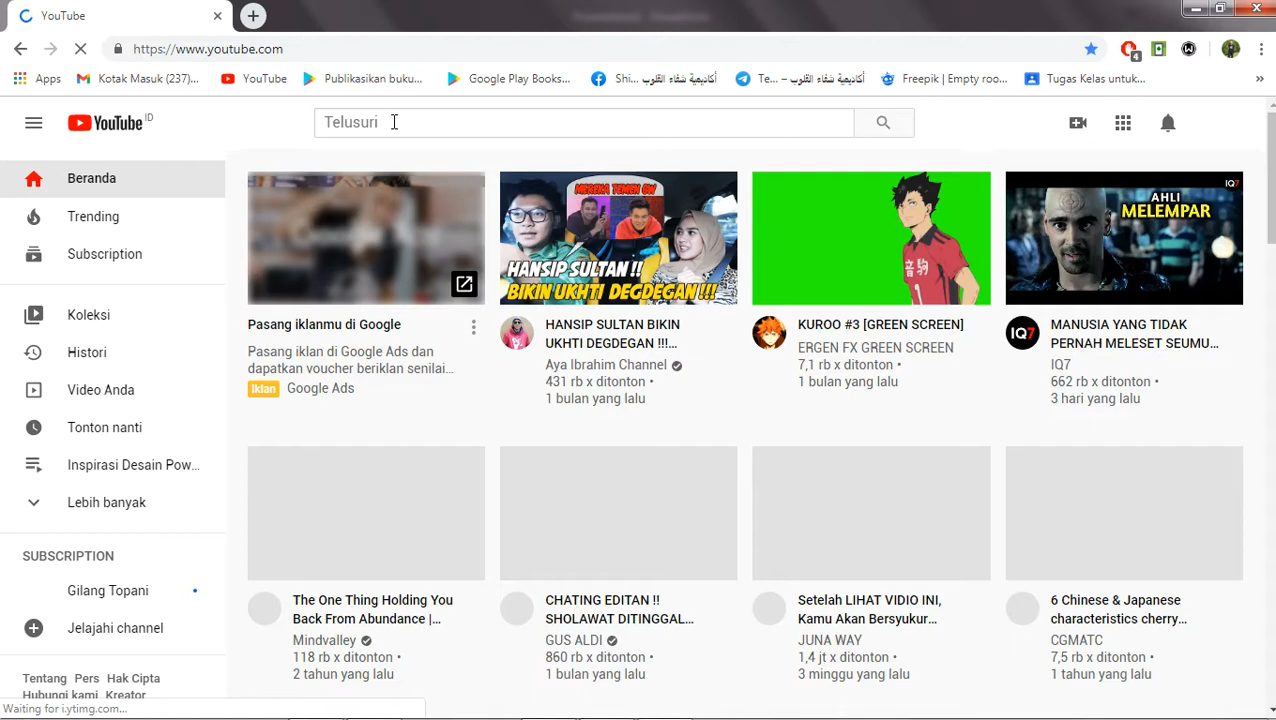 YouTube
https://www.youtube.com
4
Apps
Kotak Masuk (237)...
YouTube
Publikasikan buku...
Google Play Books...
Shi... أكاديمية شفاء القلوب
Te... – أكاديمية شفاء القلوب
Freepik | Empty roo...
Tugas Kelas untuk...
»
YouTube ID
Telusuri
Beranda
Trending
Subscription
Koleksi
Histori
Video Anda
Tonton nanti
Inspirasi Desain Pow...
Lebih banyak
SUBSCRIPTION
Gilang Topani
Jelajahi channel
Tentang Pers Hak Cipta
Hubungi kami Kreator
Waiting for i.ytimg.com...
Pasang iklanmu di Google
Pasang iklan di Google Ads dan
dapatkan voucher beriklan senilai...
Iklan Google Ads
MEREKA TEMEN GW
HANSIP SULTAN !!
BIKIN UKHTI DEGDEGAN !!!
HANSIP SULTAN BIKIN
UKHTI DEGDEGAN !!!...
Aya Ibrahim Channel
431 rb x ditonton •
1 bulan yang lalu
音駒
1
KUROO #3 [GREEN SCREEN]
ERGEN FX GREEN SCREEN
7,1 rb x ditonton •
1 bulan yang lalu
IQ7
AHLI
MELEMPAR
IQ7
MANUSIA YANG TIDAK
PERNAH MELESET SEUMU...
IQ7
662 rb x ditonton •
3 hari yang lalu
The One Thing Holding You
Back From Abundance |...
Mindvalley
118 rb x ditonton •
2 tahun yang lalu
CHATING EDITAN !!
SHOLAWAT DITINGGAL...
GUS ALDI
860 rb x ditonton •
1 bulan yang lalu
Setelah LIHAT VIDIO INI,
Kamu Akan Bersyukur...
JUNA WAY
1,4 jt x ditonton •
3 minggu yang lalu
6 Chinese & Japanese
characteristics cherry...
CGMATC
7,5 rb x ditonton •
1 tahun yang lalu